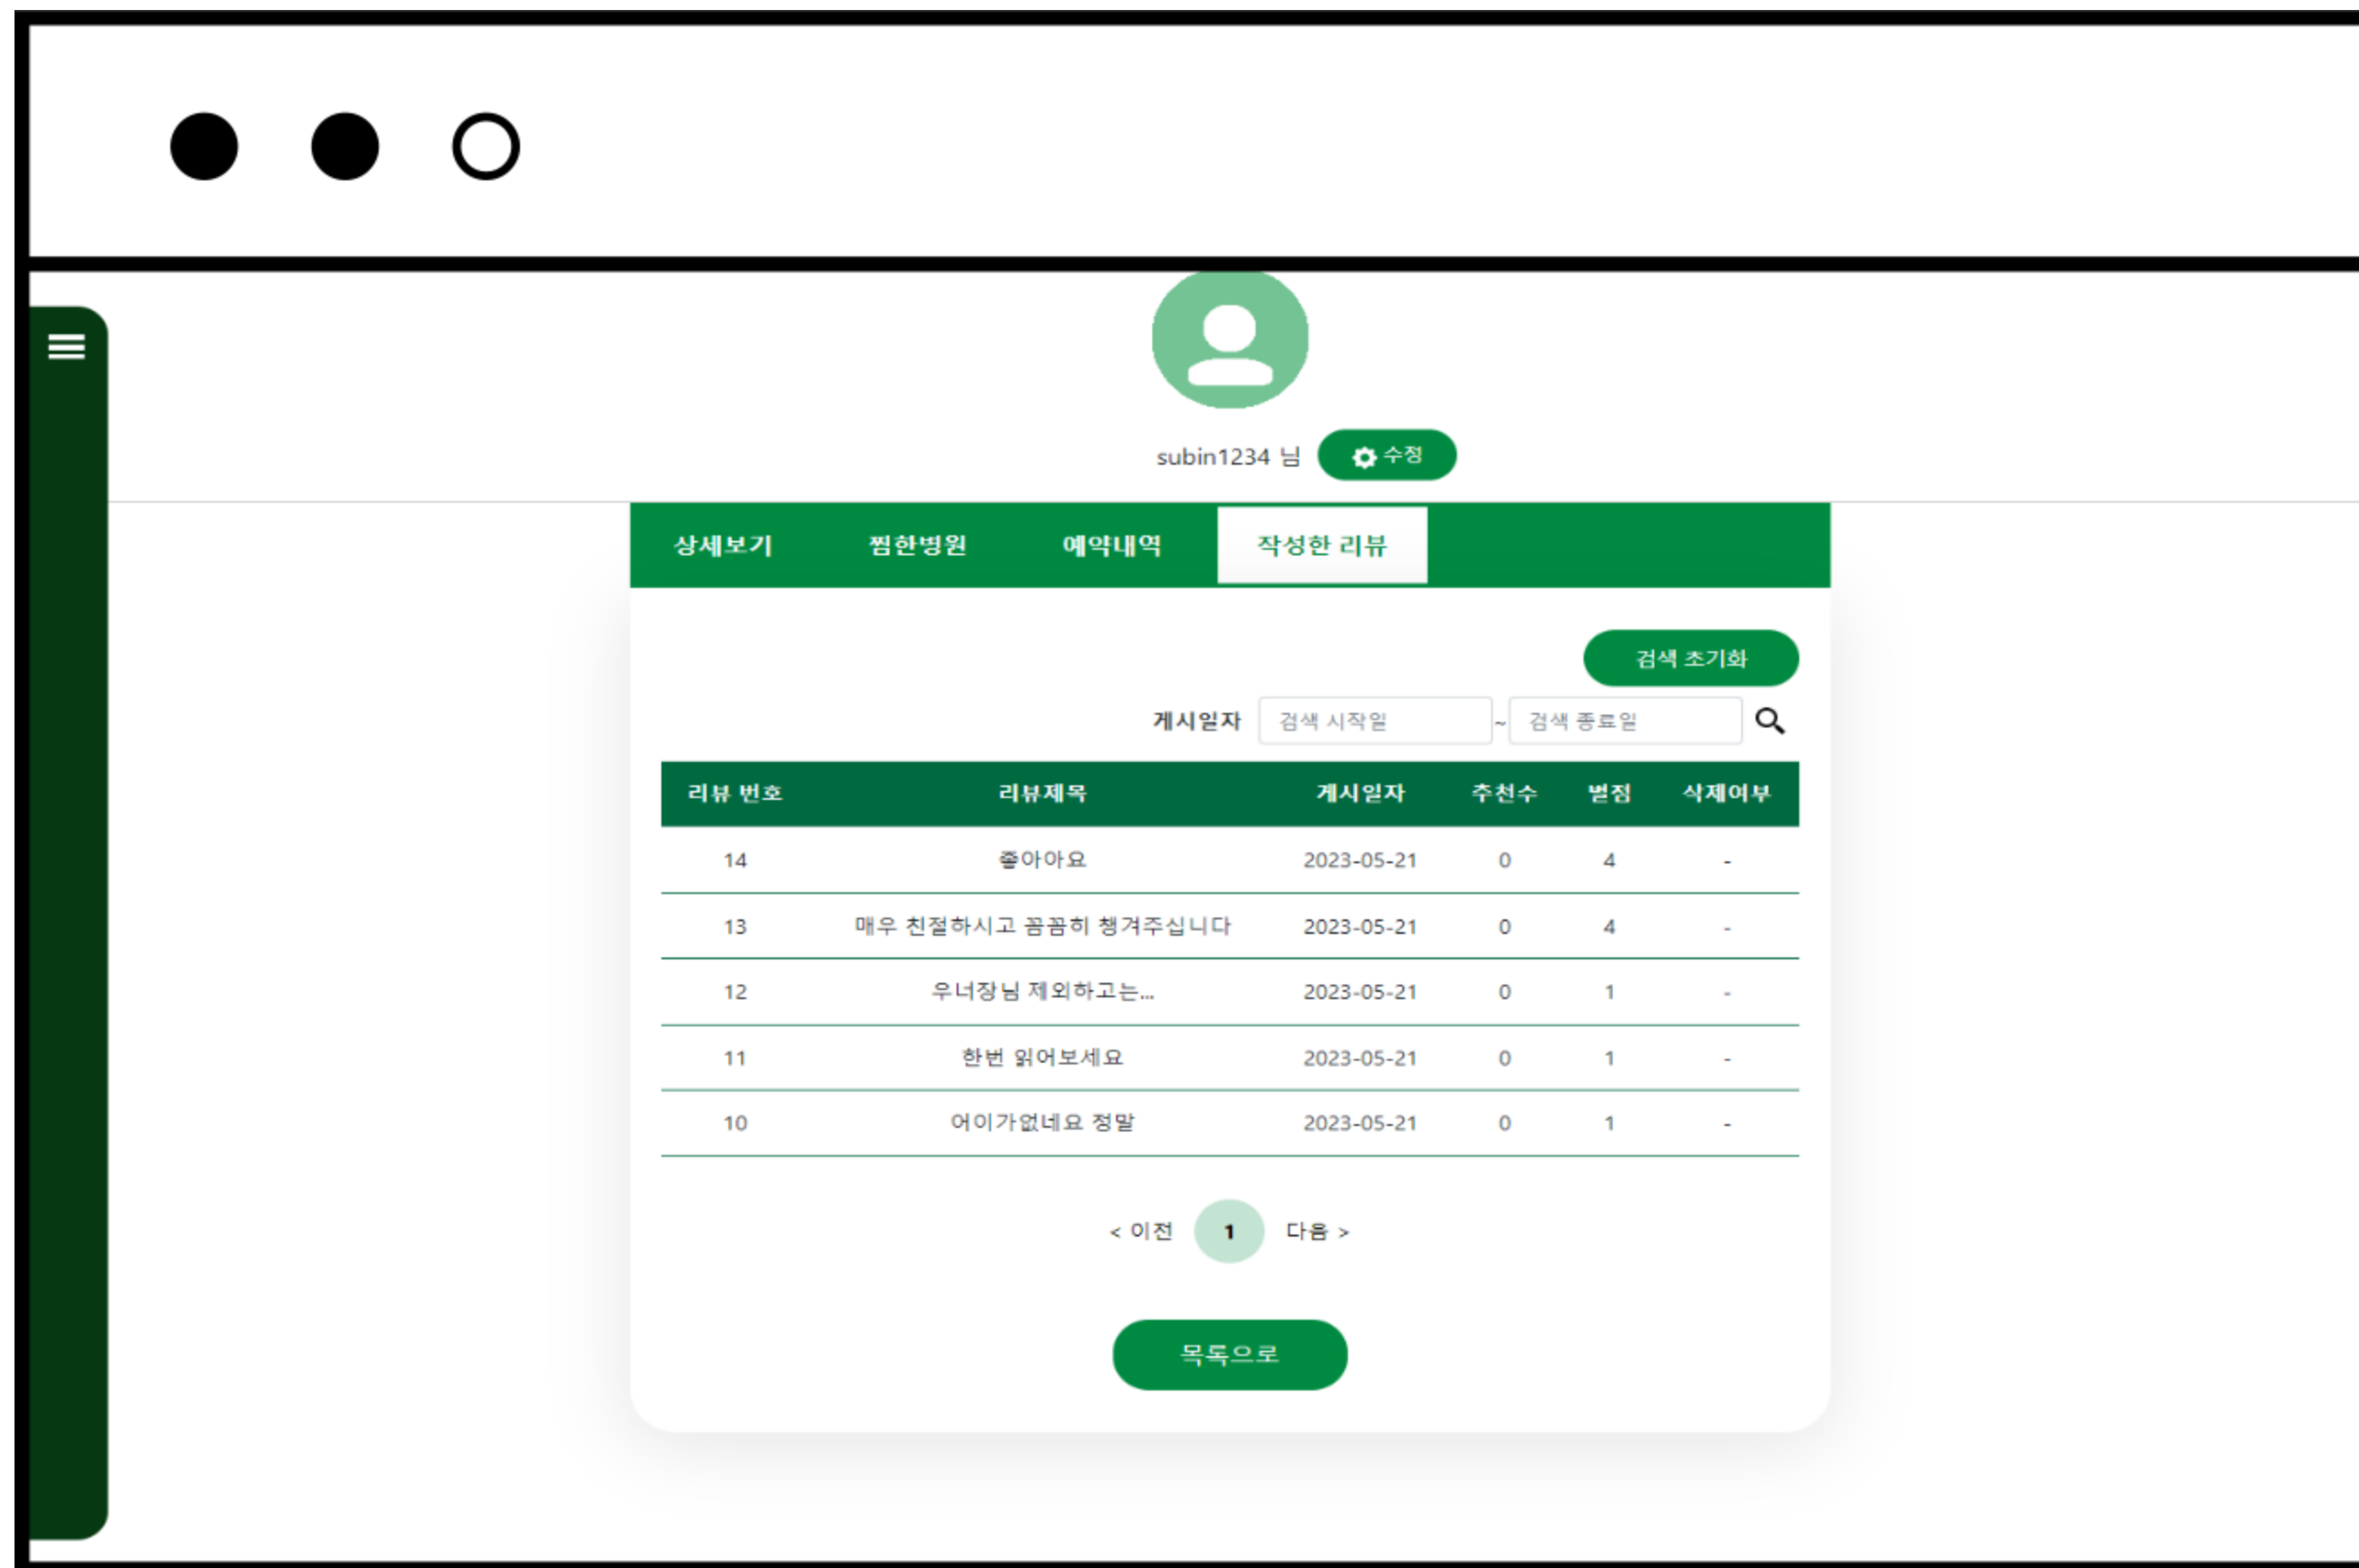 subin1234 님 수정
상세보기 찜한병원 예약내역 작성한 리뷰
검색 초기화
게시일자 검색 시작일 ~ 검색 종료일
리뷰 번호 리뷰제목 게시일자 추천수 별점 삭제여부
14 좋아아요 2023-05-21 0 4 -
13 매우 친절하시고 꼼꼼히 챙겨주십니다 2023-05-21 0 4 -
12 우너장님 제외하고는... 2023-05-21 0 1 -
11 한번 읽어보세요 2023-05-21 0 1 -
10 어이가없네요 정말 2023-05-21 0 1 -
< 이전 1 다음 >
목록으로